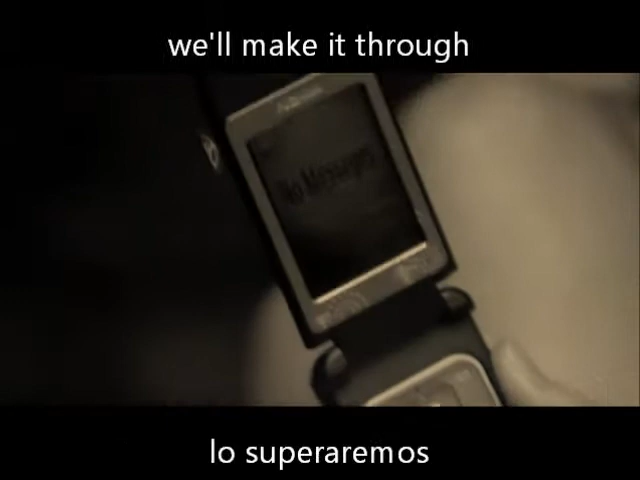 we'll make it through
No Messages
lo superaremos